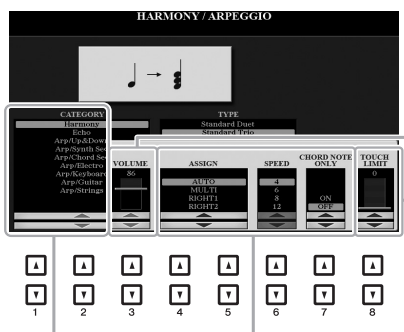 HARMONY / ARPEGGIO
CATEGORY
Harmony
Echo
Arp/Up&Down
Arp/Synth Se
Arp/Chord Se
Arp/Electro
Arp/Keyboard
Arp/Guitar
Arp/Strings
TYPE
Standard Duet
Standard Trio
VOLUME
86
ASSIGN
AUTO
MULTI
RIGHT1
RIGHT2
SPEED
4
6
8
12
CHORD NOTE
ONLY
ON
OFF
TOUCH
LIMIT
0
1 2 3 4 5 6 7 8